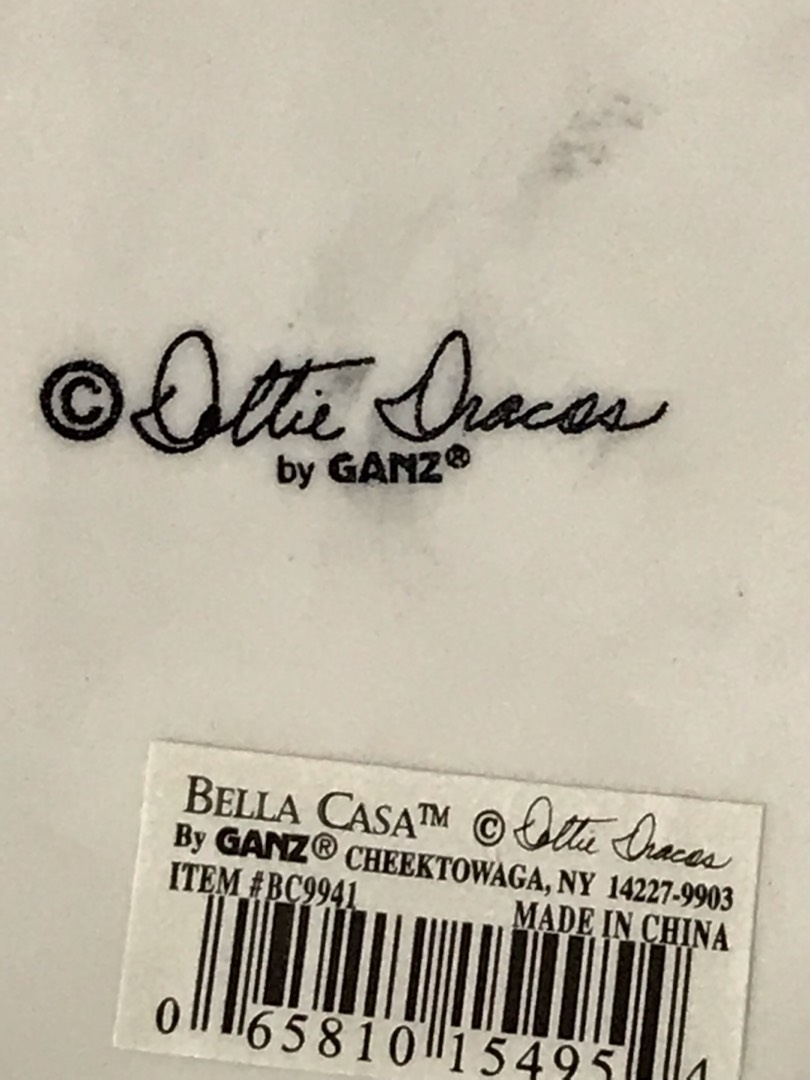 © Dottie Dracos
by GANZ®
BELLA CASA™ © Dottie Dracos
By GANZ® CHEEKTOWAGA, NY 14227-9903
ITEM #BC9941
MADE IN CHINA
0 65810 15495 4